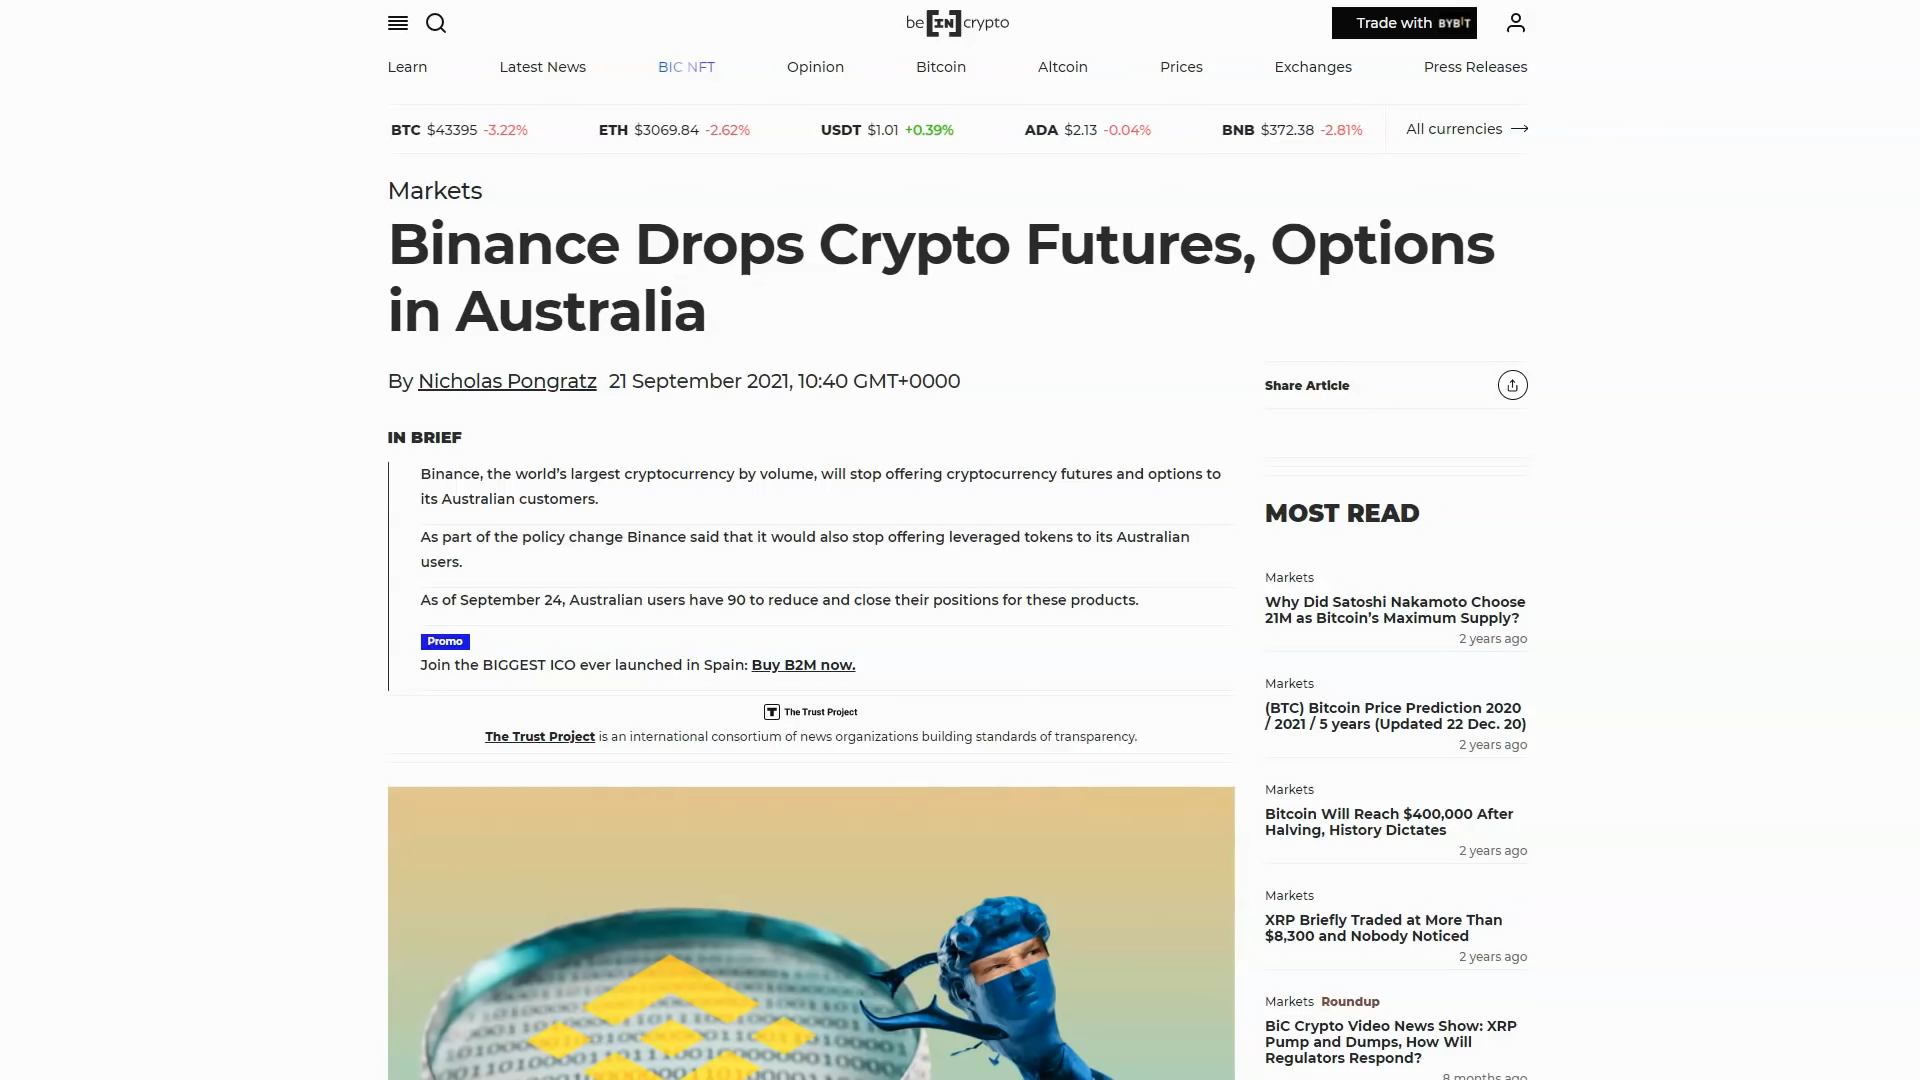 be[IN]crypto
Trade with BYBIT
Learn
Latest News
BIC NFT
Opinion
Bitcoin
Altcoin
Prices
Exchanges
Press Releases
BTC $43395 -3.22%
ETH $3069.84 -2.62%
USDT $1.01 +0.39%
ADA $2.13 -0.04%
BNB $372.38 -2.81%
All currencies
Markets
Binance Drops Crypto Futures, Options
in Australia
By Nicholas Pongratz 21 September 2021, 10:40 GMT+0000
Share Article
IN BRIEF
Binance, the world’s largest cryptocurrency by volume, will stop offering cryptocurrency futures and options to
its Australian customers.
As part of the policy change Binance said that it would also stop offering leveraged tokens to its Australian
users.
As of September 24, Australian users have 90 to reduce and close their positions for these products.
Promo
Join the BIGGEST ICO ever launched in Spain: Buy B2M now.
The Trust Project
The Trust Project is an international consortium of news organizations building standards of transparency.
MOST READ
Markets
Why Did Satoshi Nakamoto Choose
21M as Bitcoin’s Maximum Supply?
2 years ago
Markets
(BTC) Bitcoin Price Prediction 2020
/ 2021 / 5 years (Updated 22 Dec. 20)
2 years ago
Markets
Bitcoin Will Reach $400,000 After
Halving, History Dictates
2 years ago
Markets
XRP Briefly Traded at More Than
$8,300 and Nobody Noticed
2 years ago
Markets Roundup
BiC Crypto Video News Show: XRP
Pump and Dumps, How Will
Regulators Respond?
8 months ago